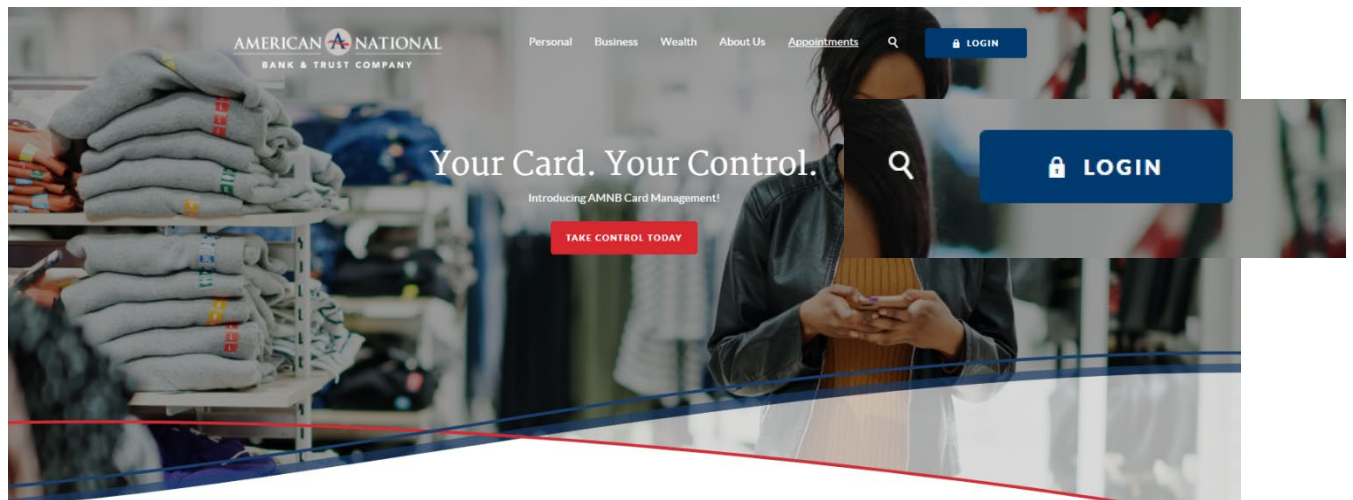 AMERICAN A NATIONAL
BANK & TRUST COMPANY
Personal Business Wealth About Us Appointments LOGIN
LOGIN
Your Card. Your Control.
Introducing AMNB Card Management!
TAKE CONTROL TODAY